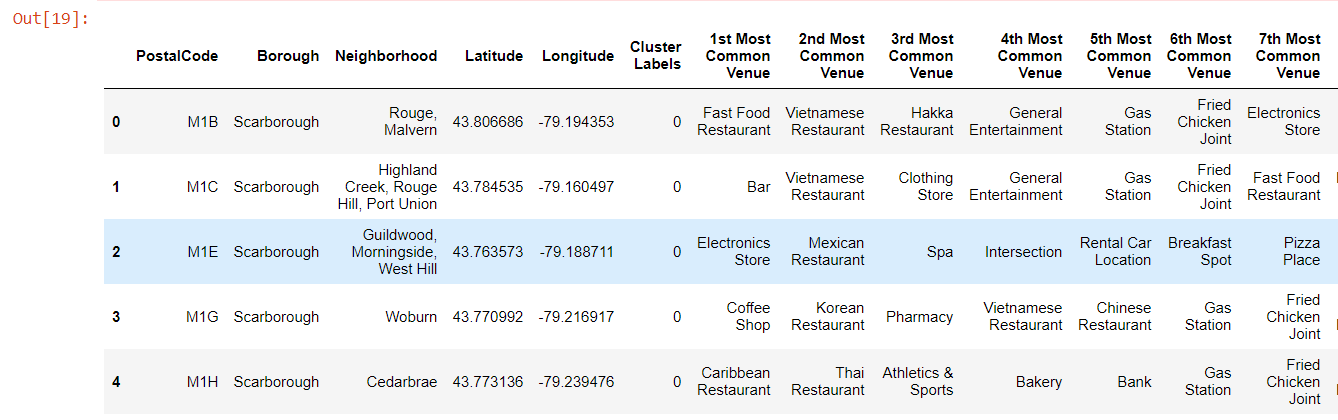 Out[19]:
PostalCode Borough Neighborhood Latitude Longitude Cluster Labels 1st Most Common Venue 2nd Most Common Venue 3rd Most Common Venue 4th Most Common Venue 5th Most Common Venue 6th Most Common Venue 7th Most Common Venue
0 M1B Scarborough Rouge, Malvern 43.806686 -79.194353 0 Fast Food Restaurant Vietnamese Restaurant Hakka Restaurant General Entertainment Gas Station Fried Chicken Joint Electronics Store
1 M1C Scarborough Highland Creek, Rouge Hill, Port Union 43.784535 -79.160497 0 Bar Vietnamese Restaurant Clothing Store General Entertainment Gas Station Fried Chicken Joint Fast Food Restaurant
2 M1E Scarborough Guildwood, Morningside, West Hill 43.763573 -79.188711 0 Electronics Store Mexican Restaurant Spa Intersection Rental Car Location Breakfast Spot Pizza Place
3 M1G Scarborough Woburn 43.770992 -79.216917 0 Coffee Shop Korean Restaurant Pharmacy Vietnamese Restaurant Chinese Restaurant Gas Station Fried Chicken Joint
4 M1H Scarborough Cedarbrae 43.773136 -79.239476 0 Caribbean Restaurant Thai Restaurant Athletics & Sports Bakery Bank Gas Station Fried Chicken Joint